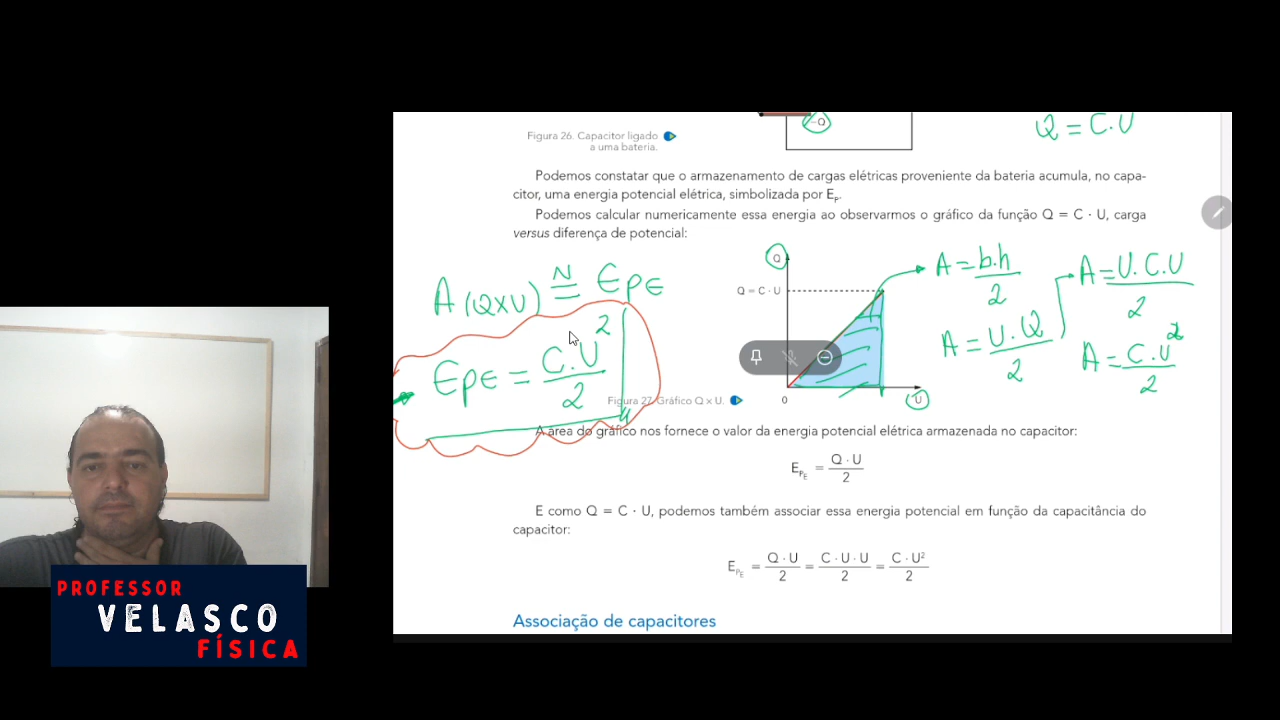 Figura 26. Capacitor ligado
a uma bateria.
-Q
Q = C.U
Podemos constatar que o armazenamento de cargas elétricas proveniente da bateria acumula, no capa-
citor, uma energia potencial elétrica, simbolizada por Ep.
Podemos calcular numericamente essa energia ao observarmos o gráfico da função Q = C · U, carga
versus diferença de potencial:
A (QXU) N= EPE
EPE = C.U²/2
Q
Q = C · U
0
U
Figura 27. Gráfico Q x U.
A = b.h/2
A = U.Q/2
A = U.C.U/2
A = C.U²/2
A área do gráfico nos fornece o valor da energia potencial elétrica armazenada no capacitor:
E_PE = Q · U/2
E como Q = C · U, podemos também associar essa energia potencial em função da capacitância do
capacitor:
E_PE = Q · U/2 = C · U · U/2 = C · U²/2
Associação de capacitores
PROFESSOR
VELASCO
FÍSICA